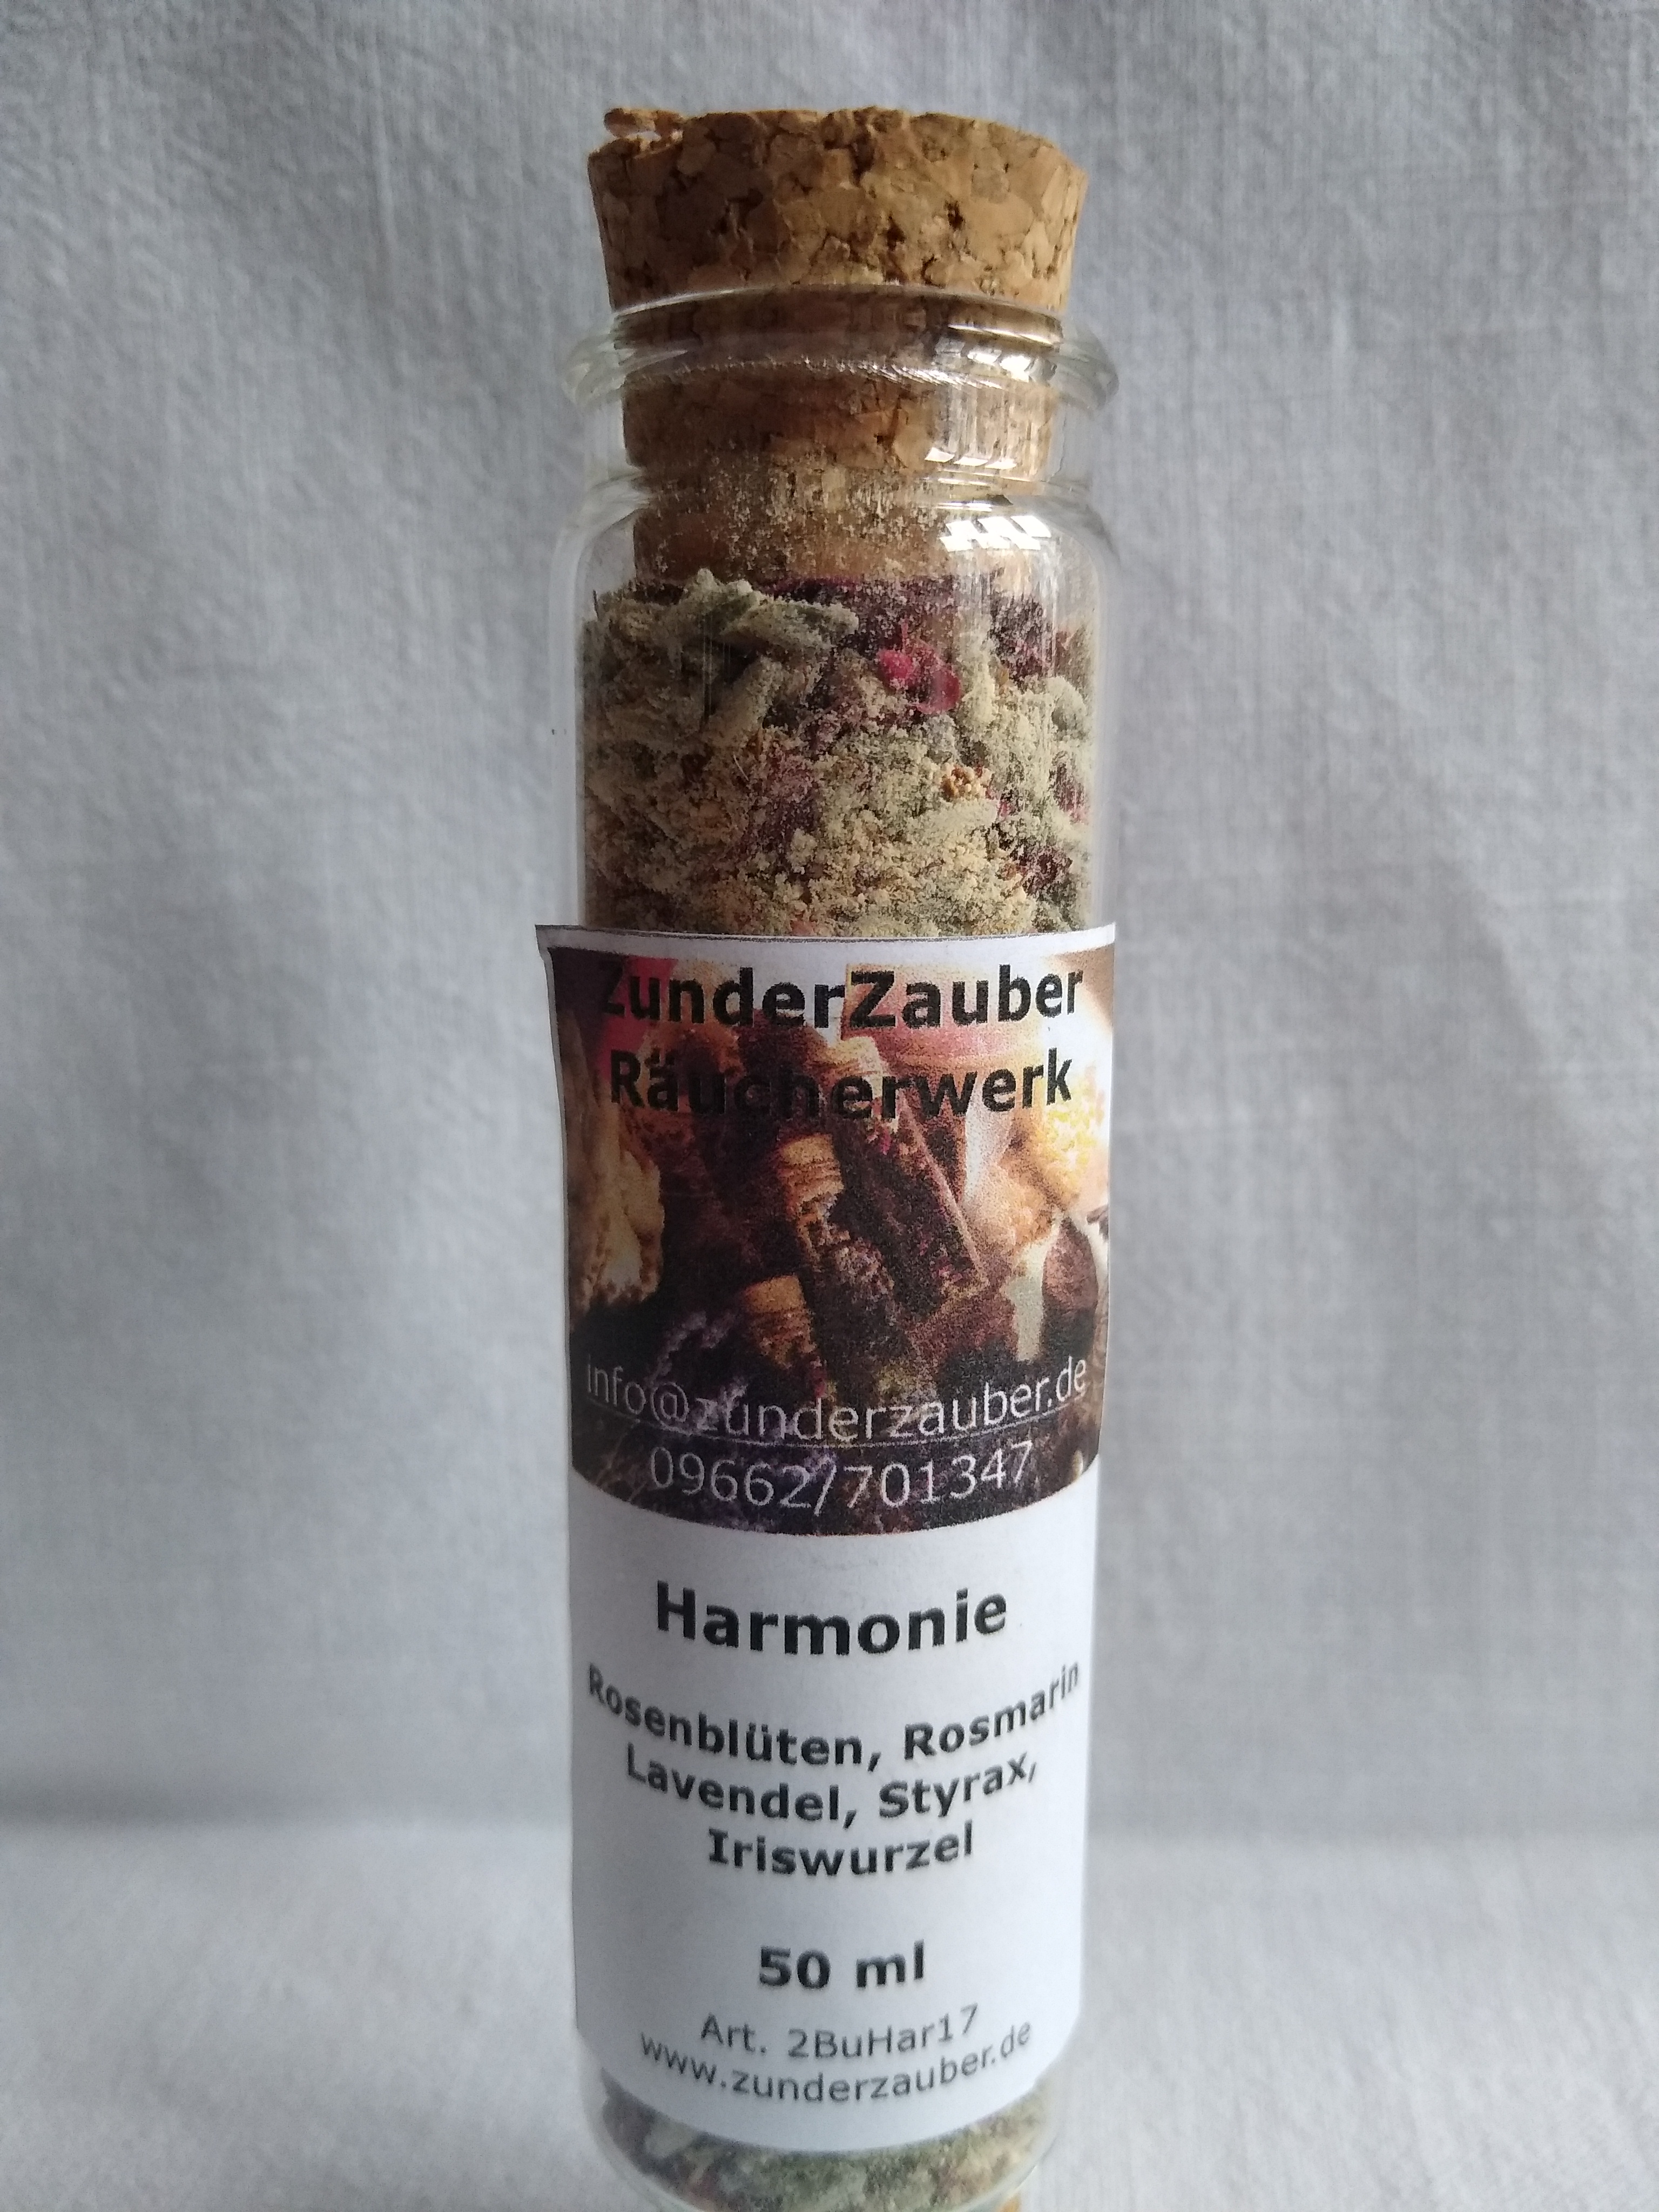 ZunderZauber
Räucherwerk
info@zunderzauber.de
09662/701347
Harmonie
Rosenblüten, Rosmarin
Lavendel, Styrax,
Iriswurzel
50 ml
Art. 2BuHar17
www.zunderzauber.de